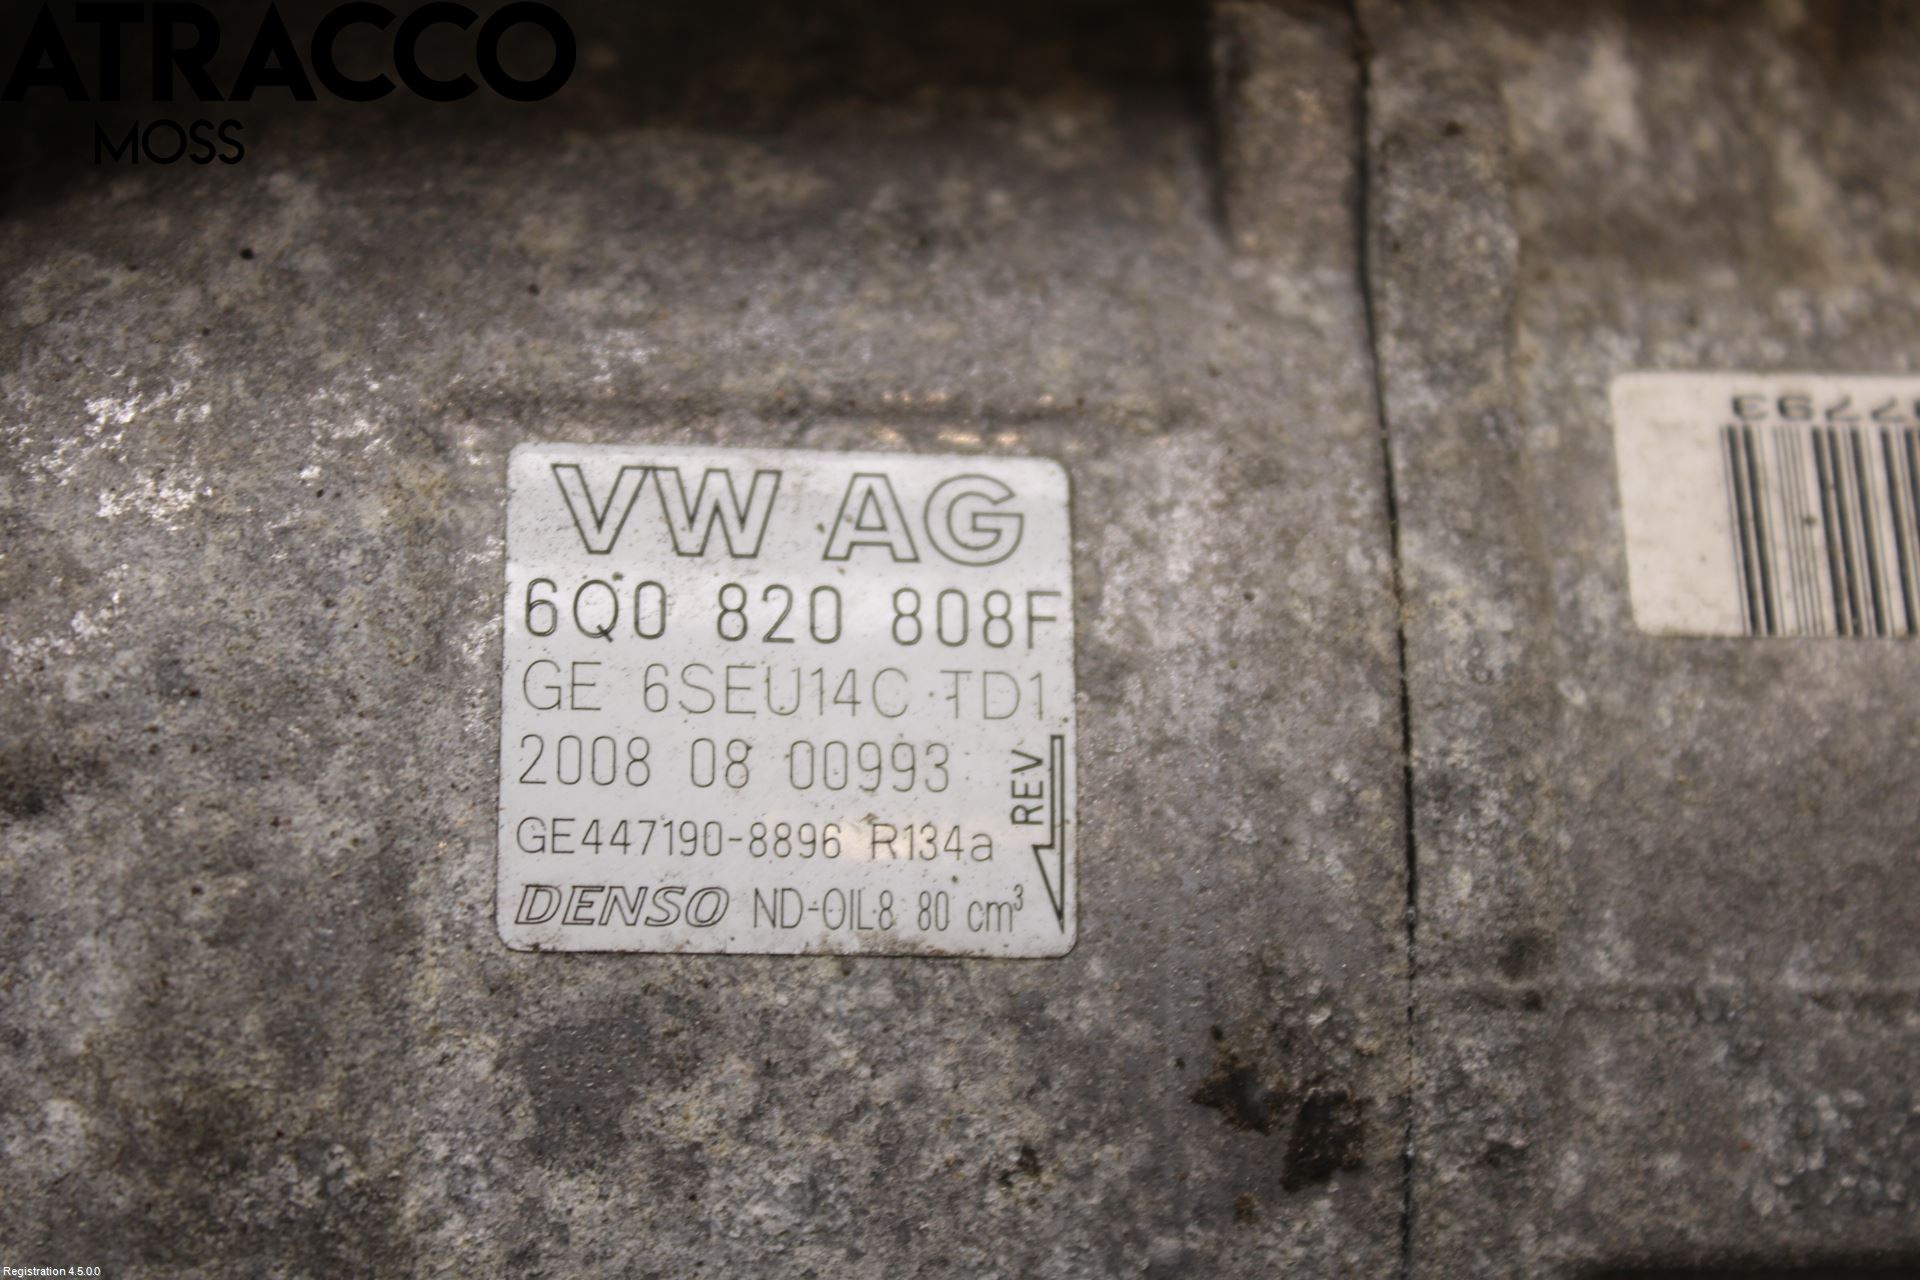 ATRACCO
MOSS
VW AG
6Q0 820 808F
GE 6SEU14C TD1
2008 08 00993
REV
GE447190-8896 R134a
DENSO ND-OIL8 80 cm³
Registration 4.5.0.0